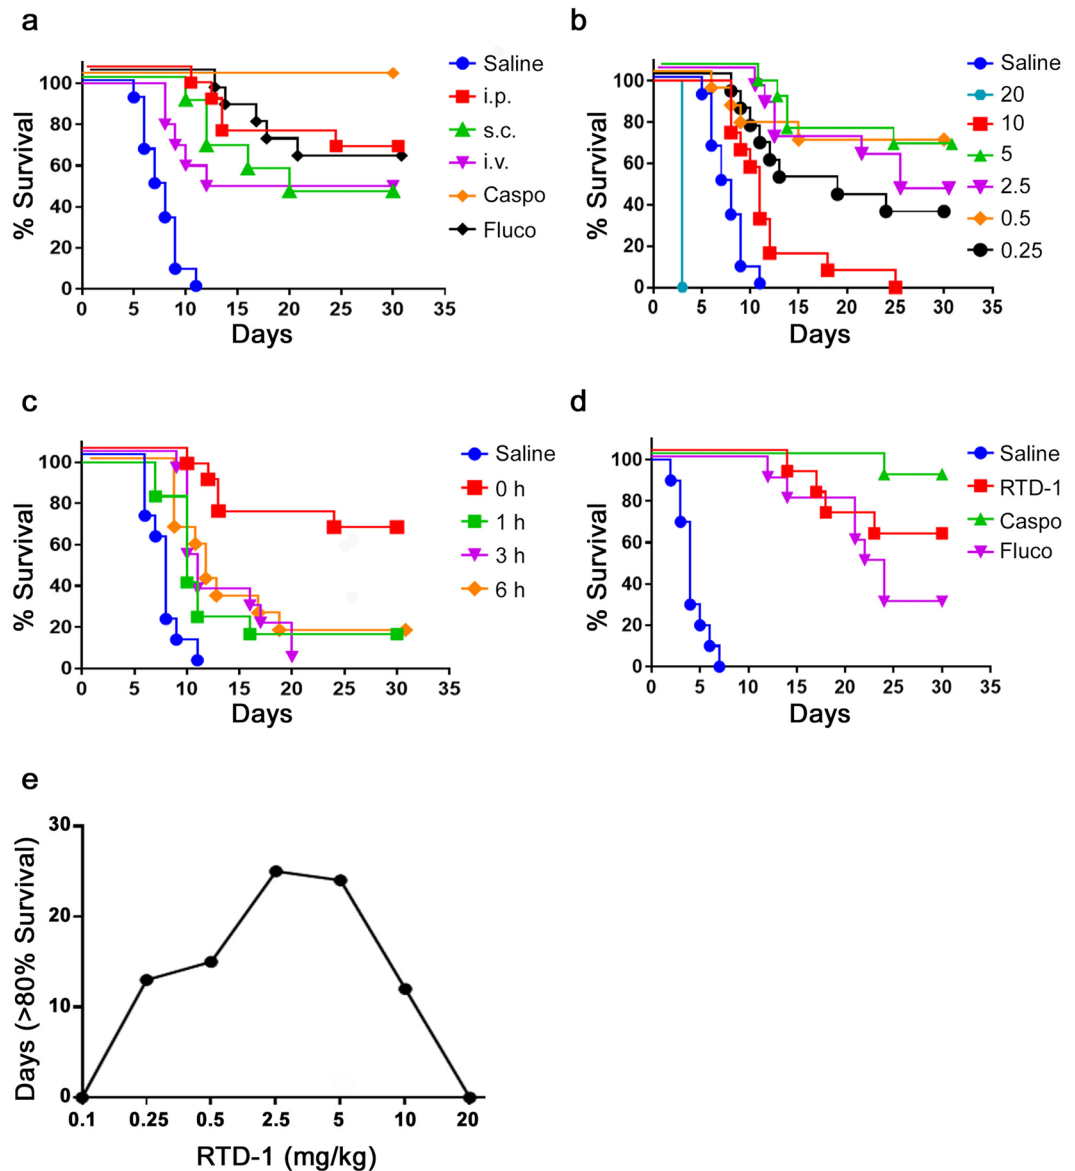 a
% Survival
100
80
60
40
20
0
0 5 10 15 20 25 30 35
Days
Saline
i.p.
s.c.
i.v.
Caspo
Fluco
b
% Survival
100
80
60
40
20
0
0 5 10 15 20 25 30 35
Days
Saline
20
10
5
2.5
0.5
0.25
c
% Survival
100
80
60
40
20
0
0 5 10 15 20 25 30 35
Days
Saline
0 h
1 h
3 h
6 h
d
% Survival
100
80
60
40
20
0
0 5 10 15 20 25 30 35
Days
Saline
RTD-1
Caspo
Fluco
e
Days (>80% Survival)
30
20
10
0
0.1 0.25 0.5 2.5 5 10 20
RTD-1 (mg/kg)